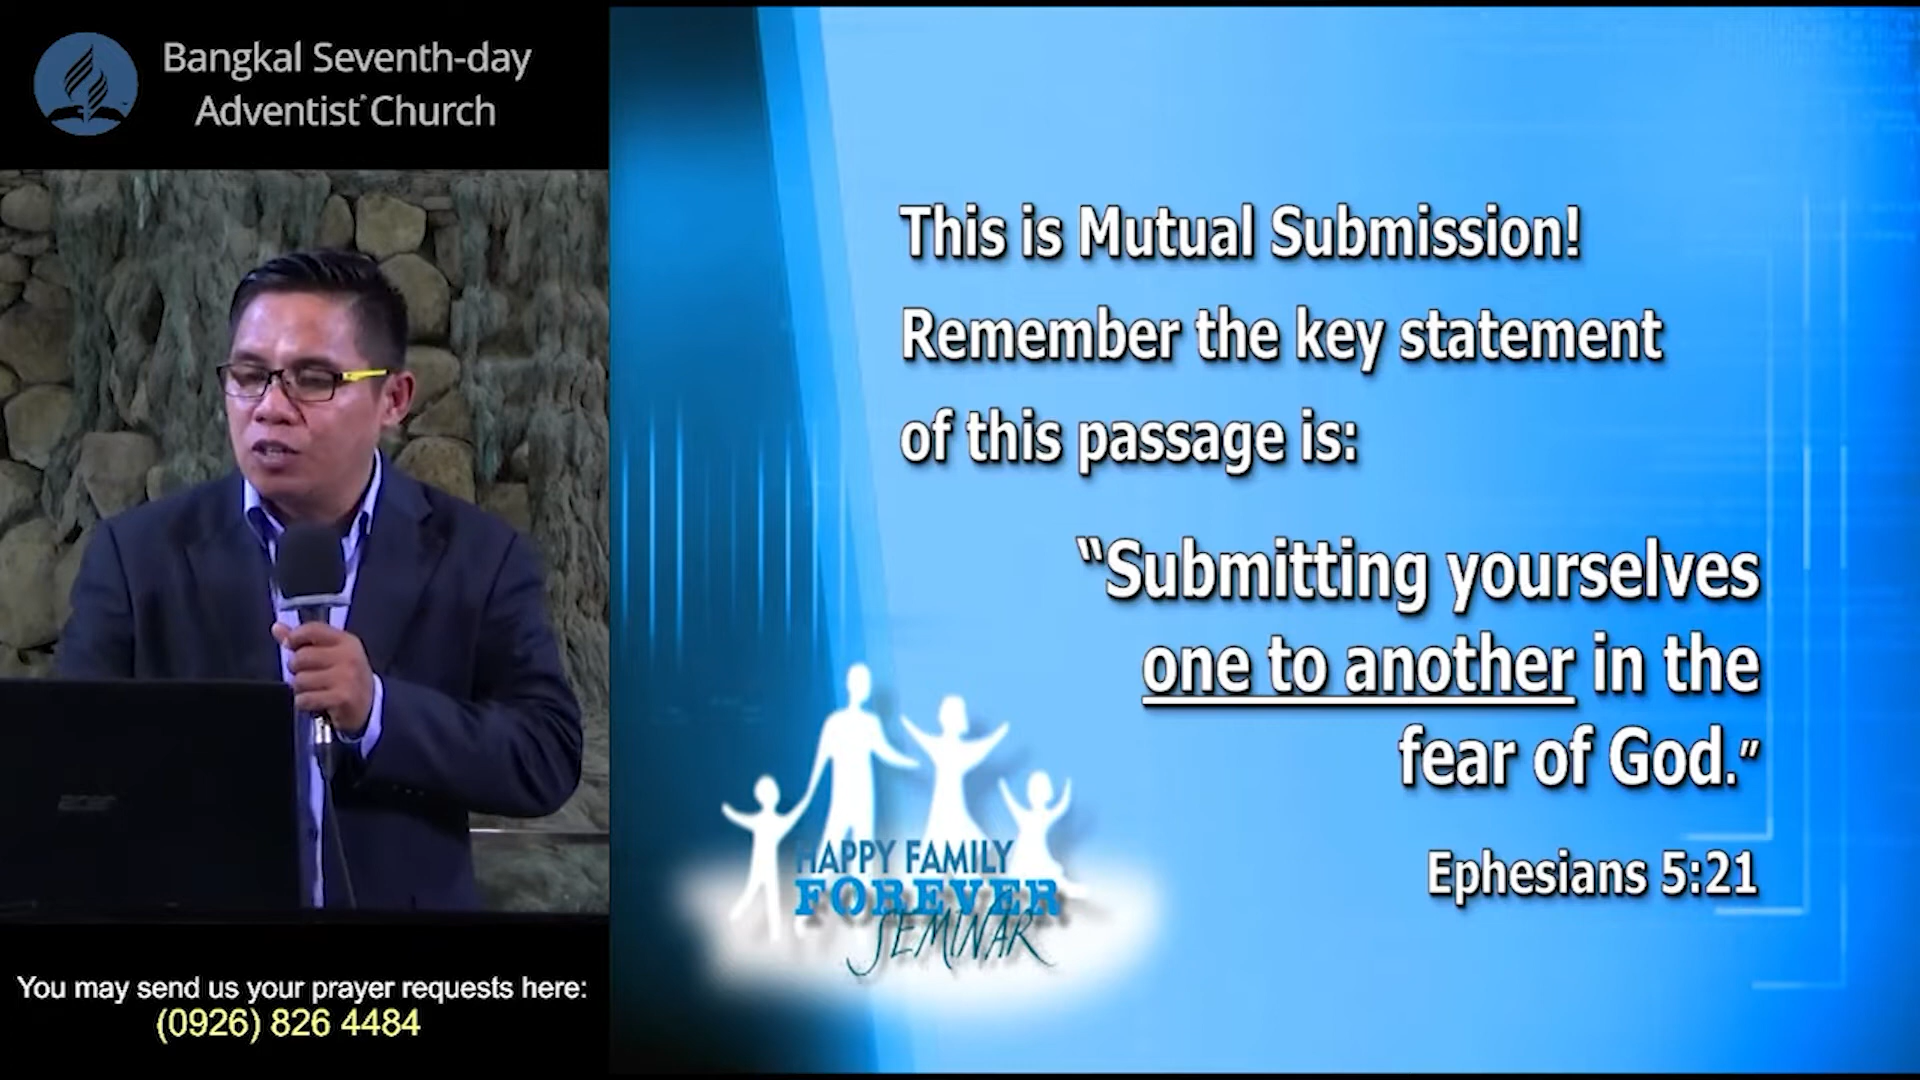 Bangkal Seventh-day
Adventist Church
This is Mutual Submission!
Remember the key statement
of this passage is:
“Submitting yourselves
one to another in the
fear of God.”
Ephesians 5:21
HAPPY FAMILY
FOREVER
SEMINAR
acer
You may send us your prayer requests here:
(0926) 826 4484